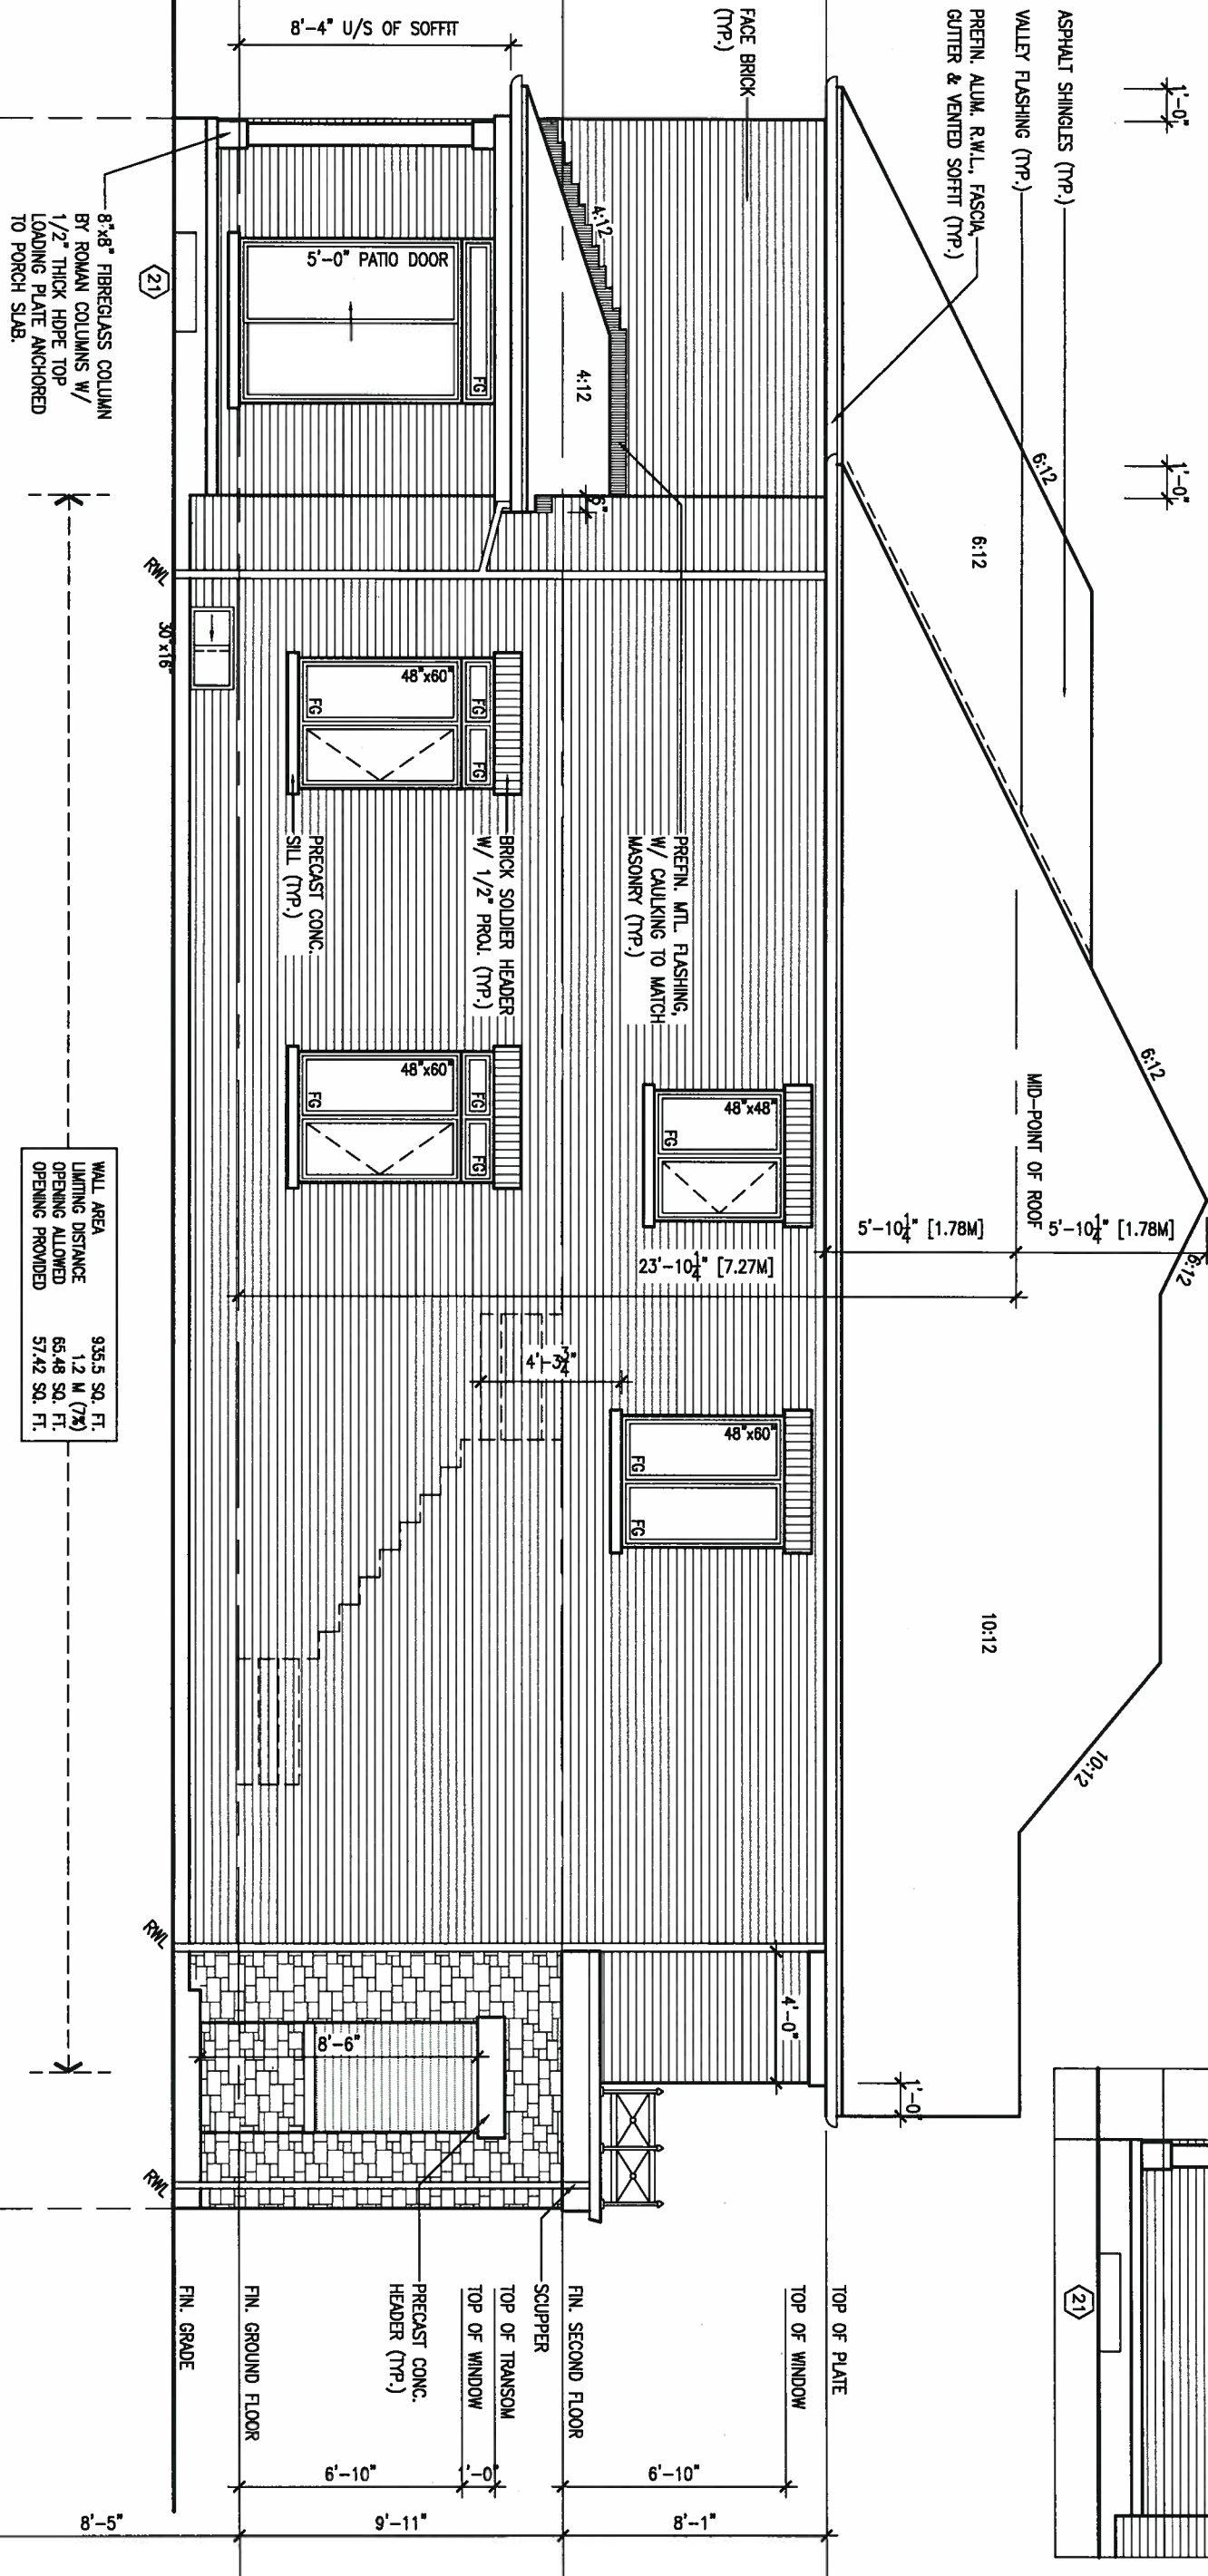 ASPHALT SHINGLES (TYP.)
VALLEY FLASHING (TYP.)
PREFIN. ALUM. R.W.L., FASCIA,
GUTTER & VENTED SOFFIT (TYP.)
1'-0"
1'-0"
6:12
6:12
6:12
6:12
10:12
10:12
MID-POINT OF ROOF
5'-10 1/4" [1.78M]
5'-10 1/4" [1.78M]
23'-10 1/4" [7.27M]
FACE BRICK
(TYP.)
8'-4" U/S OF SOFFIT
4:12
4:12
6"
5'-0" PATIO DOOR
FG
PREFIN. MTL. FLASHING,
W/ CAULKING TO MATCH
MASONRY (TYP.)
48"x48"
FG
48"x60"
FG
FG
4'-3 3/4"
BRICK SOLDIER HEADER
W/ 1/2" PROJ. (TYP.)
48"x60"
FG
FG
FG
48"x60"
FG
FG
FG
PRECAST CONC.
SILL (TYP.)
30"x16"
RWL
RWL
RWL
4'-0"
1'-0"
8'-6"
21
8"x8" FIBREGLASS COLUMN
BY ROMAN COLUMNS W/
1/2" THICK HDPE TOP
LOADING PLATE ANCHORED
TO PORCH SLAB.
WALL AREA 935.5 SQ. FT.
LIMITING DISTANCE 1.2 M (7%)
OPENING ALLOWED 65.48 SQ. FT.
OPENING PROVIDED 57.42 SQ. FT.
TOP OF PLATE
TOP OF WINDOW
FIN. SECOND FLOOR
SCUPPER
TOP OF TRANSOM
TOP OF WINDOW
PRECAST CONC.
HEADER (TYP.)
FIN. GROUND FLOOR
FIN. GRADE
6'-10"
1'-0"
6'-10"
8'-5"
9'-11"
8'-1"
21